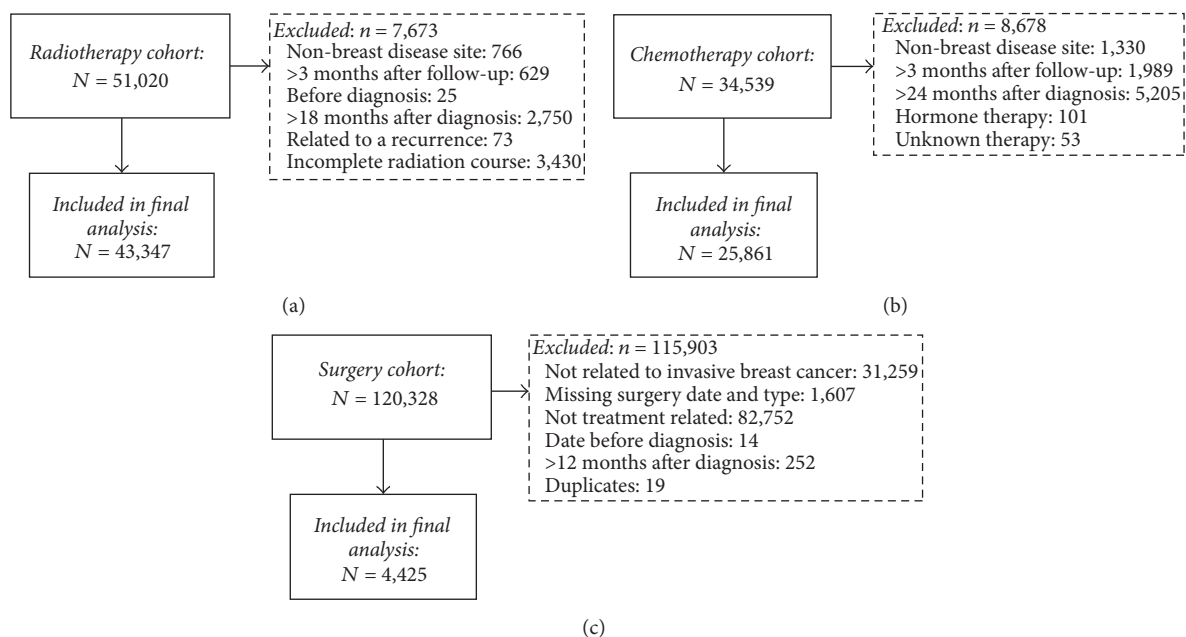 Radiotherapy cohort:
N = 51,020
Excluded: n = 7,673
Non-breast disease site: 766
>3 months after follow-up: 629
Before diagnosis: 25
>18 months after diagnosis: 2,750
Related to a recurrence: 73
Incomplete radiation course: 3,430
Included in final
analysis:
N = 43,347
(a)
Chemotherapy cohort:
N = 34,539
Excluded: n = 8,678
Non-breast disease site: 1,330
>3 months after follow-up: 1,989
>24 months after diagnosis: 5,205
Hormone therapy: 101
Unknown therapy: 53
Included in final
analysis:
N = 25,861
(b)
Surgery cohort:
N = 120,328
Excluded: n = 115,903
Not related to invasive breast cancer: 31,259
Missing surgery date and type: 1,607
Not treatment related: 82,752
Date before diagnosis: 14
>12 months after diagnosis: 252
Duplicates: 19
Included in final
analysis:
N = 4,425
(c)